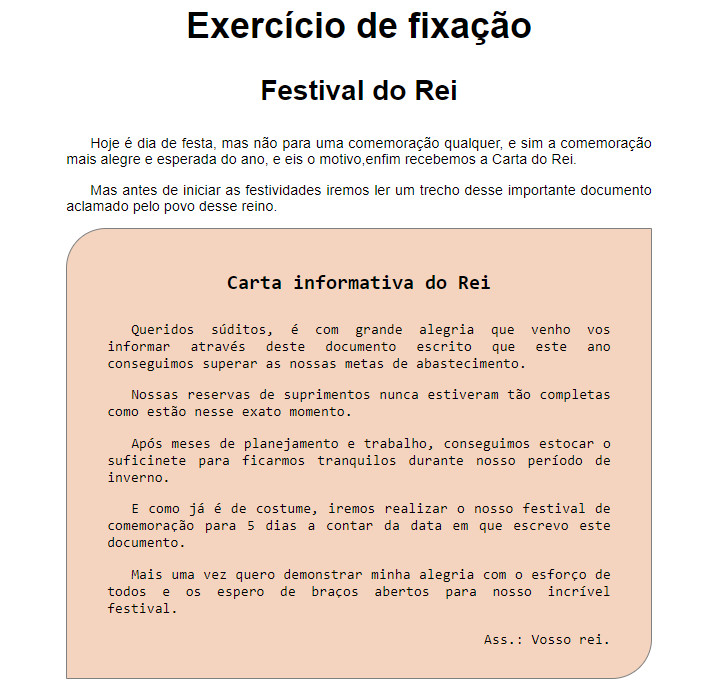 Exercício de fixação
Festival do Rei
Hoje é dia de festa, mas não para uma comemoração qualquer, e sim a comemoração
mais alegre e esperada do ano, e eis o motivo,enfim recebemos a Carta do Rei.
Mas antes de iniciar as festividades iremos ler um trecho desse importante documento
aclamado pelo povo desse reino.
Carta informativa do Rei
Queridos súditos, é com grande alegria que venho vos
informar através deste documento escrito que este ano
conseguimos superar as nossas metas de abastecimento.
Nossas reservas de suprimentos nunca estiveram tão completas
como estão nesse exato momento.
Após meses de planejamento e trabalho, conseguimos estocar o
suficinete para ficarmos tranquilos durante nosso período de
inverno.
E como já é de costume, iremos realizar o nosso festival de
comemoração para 5 dias a contar da data em que escrevo este
documento.
Mais uma vez quero demonstrar minha alegria com o esforço de
todos e os espero de braços abertos para nosso incrível
festival.
Ass.: Vosso rei.